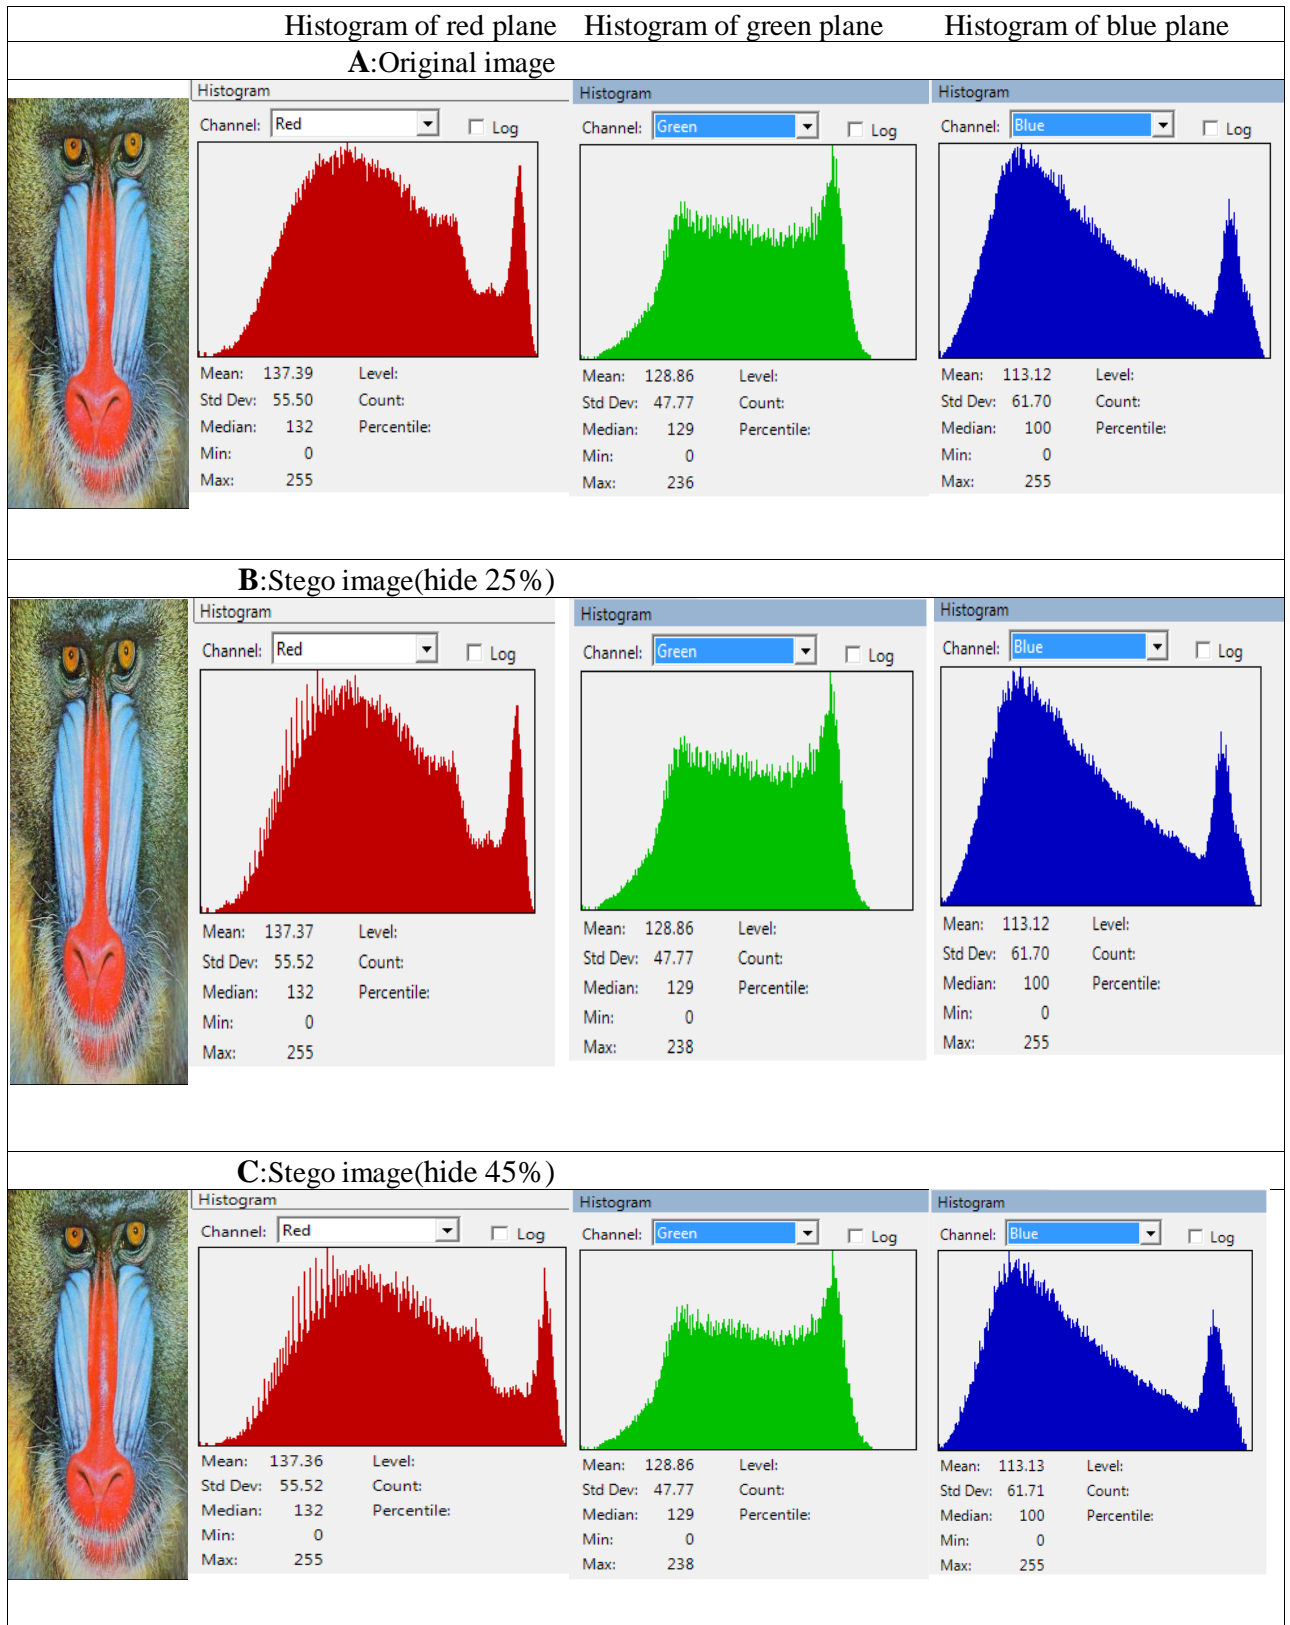 Histogram of red plane Histogram of green plane Histogram of blue plane
A:Original image
Histogram Histogram Histogram
Channel: Red Log Channel: Green Log Channel: Blue Log
Mean: 137.39 Level: Mean: 128.86 Level: Mean: 113.12 Level:
Std Dev: 55.50 Count: Std Dev: 47.77 Count: Std Dev: 61.70 Count:
Median: 132 Percentile: Median: 129 Percentile: Median: 100 Percentile:
Min: 0 Min: 0 Min: 0
Max: 255 Max: 236 Max: 255
B:Stego image(hide 25%)
Histogram Histogram Histogram
Channel: Red Log Channel: Green Log Channel: Blue Log
Mean: 137.37 Level: Mean: 128.86 Level: Mean: 113.12 Level:
Std Dev: 55.52 Count: Std Dev: 47.77 Count: Std Dev: 61.70 Count:
Median: 132 Percentile: Median: 129 Percentile: Median: 100 Percentile:
Min: 0 Min: 0 Min: 0
Max: 255 Max: 238 Max: 255
C:Stego image(hide 45%)
Histogram Histogram Histogram
Channel: Red Log Channel: Green Log Channel: Blue Log
Mean: 137.36 Level: Mean: 128.86 Level: Mean: 113.13 Level:
Std Dev: 55.52 Count: Std Dev: 47.77 Count: Std Dev: 61.71 Count:
Median: 132 Percentile: Median: 129 Percentile: Median: 100 Percentile:
Min: 0 Min: 0 Min: 0
Max: 255 Max: 238 Max: 255